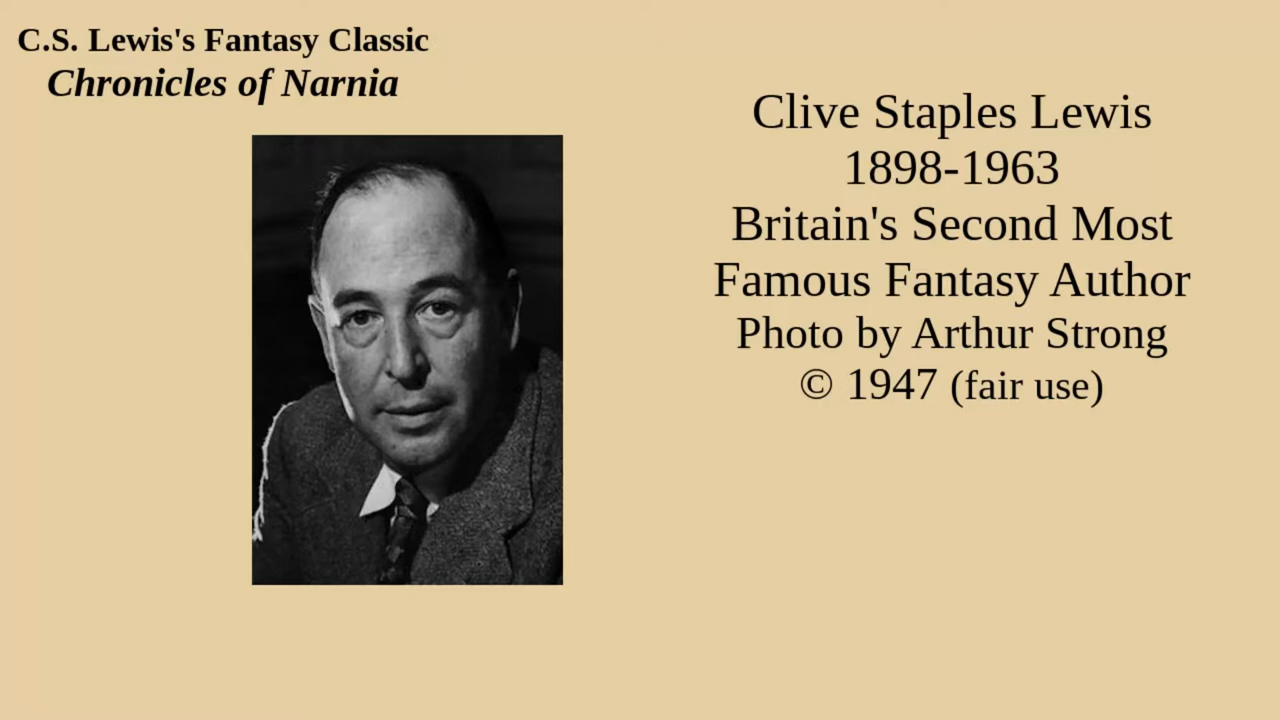 C.S. Lewis's Fantasy Classic
Chronicles of Narnia
Clive Staples Lewis
1898-1963
Britain's Second Most
Famous Fantasy Author
Photo by Arthur Strong
© 1947 (fair use)